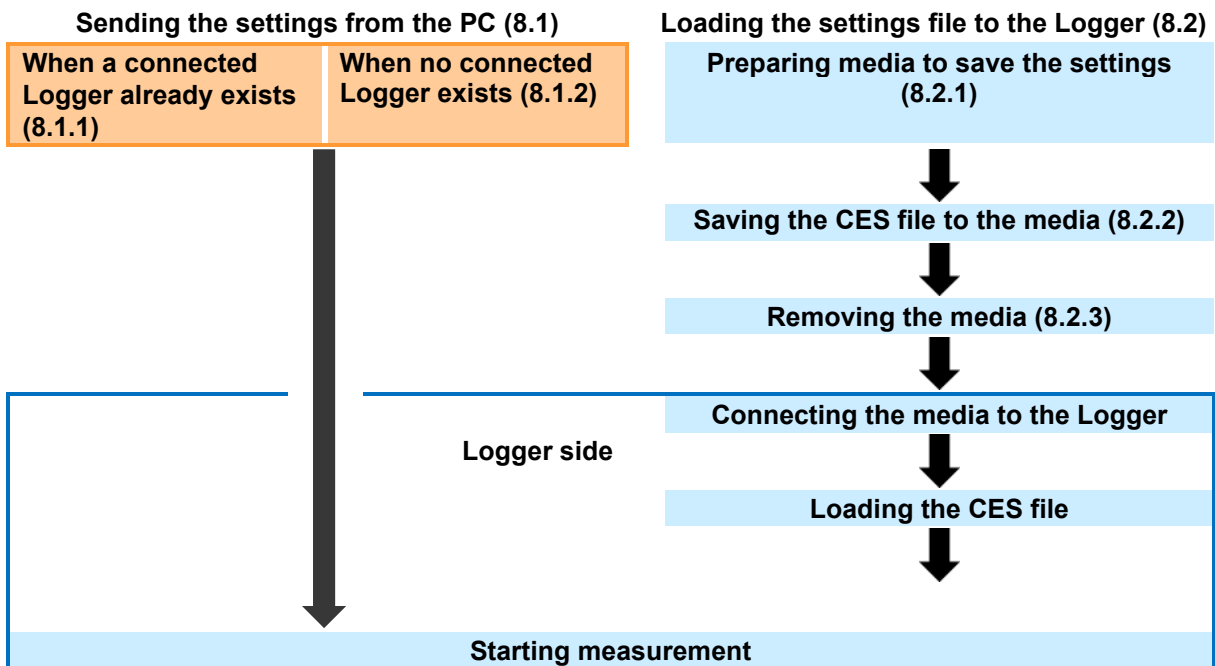 Sending the settings from the PC (8.1)
When a connected
Logger already exists
(8.1.1)
When no connected
Logger exists (8.1.2)
Loading the settings file to the Logger (8.2)
Preparing media to save the settings
(8.2.1)
Saving the CES file to the media (8.2.2)
Removing the media (8.2.3)
Connecting the media to the Logger
Logger side
Loading the CES file
Starting measurement